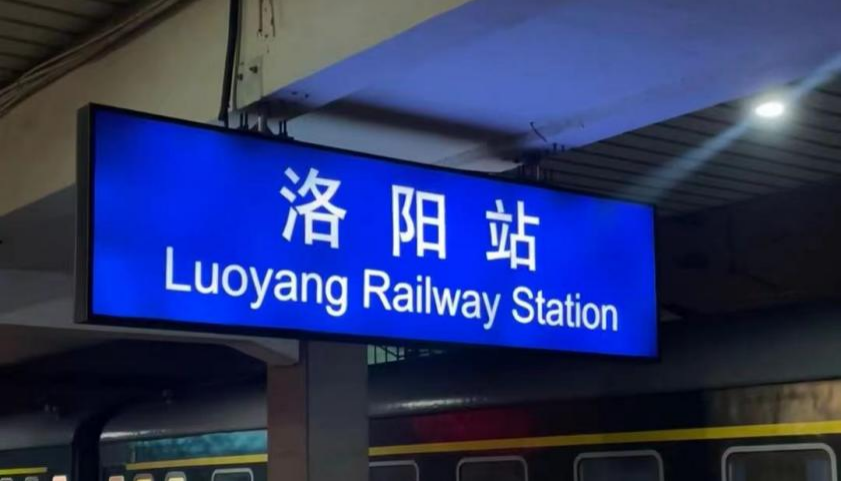 洛阳站
Luoyang Railway Station